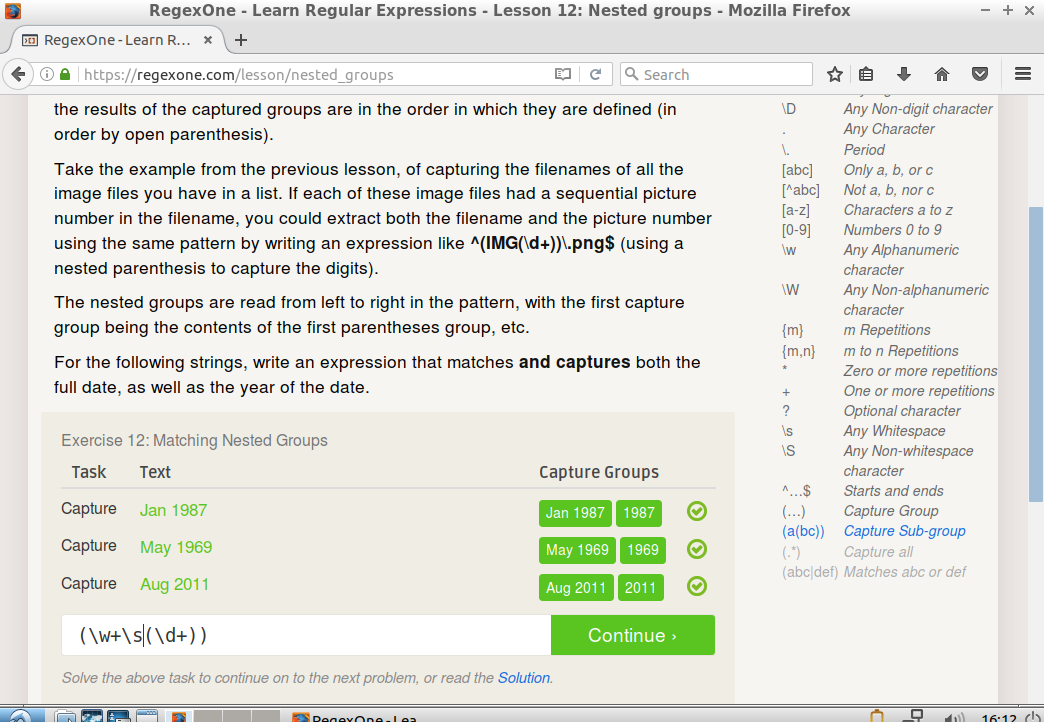 RegexOne - Learn Regular Expressions - Lesson 12: Nested groups - Mozilla Firefox
RegexOne - Learn R...
https://regexone.com/lesson/nested_groups
Search
the results of the captured groups are in the order in which they are defined (in
order by open parenthesis).
Take the example from the previous lesson, of capturing the filenames of all the
image files you have in a list. If each of these image files had a sequential picture
number in the filename, you could extract both the filename and the picture number
using the same pattern by writing an expression like ^(IMG(\d+))\.png$ (using a
nested parenthesis to capture the digits).
The nested groups are read from left to right in the pattern, with the first capture
group being the contents of the first parentheses group, etc.
For the following strings, write an expression that matches and captures both the
full date, as well as the year of the date.
Exercise 12: Matching Nested Groups
Task Text Capture Groups
Capture Jan 1987 Jan 1987 1987
Capture May 1969 May 1969 1969
Capture Aug 2011 Aug 2011 2011
(\w+\s(\d+)) Continue ›
Solve the above task to continue on to the next problem, or read the Solution.
\D Any Non-digit character
. Any Character
\. Period
[abc] Only a, b, or c
[^abc] Not a, b, nor c
[a-z] Characters a to z
[0-9] Numbers 0 to 9
\w Any Alphanumeric
character
\W Any Non-alphanumeric
character
{m} m Repetitions
{m,n} m to n Repetitions
* Zero or more repetitions
+ One or more repetitions
? Optional character
\s Any Whitespace
\S Any Non-whitespace
character
^…$ Starts and ends
(…) Capture Group
(a(bc)) Capture Sub-group
(.*) Capture all
(abc|def) Matches abc or def
RegexOne - Lea
16:12